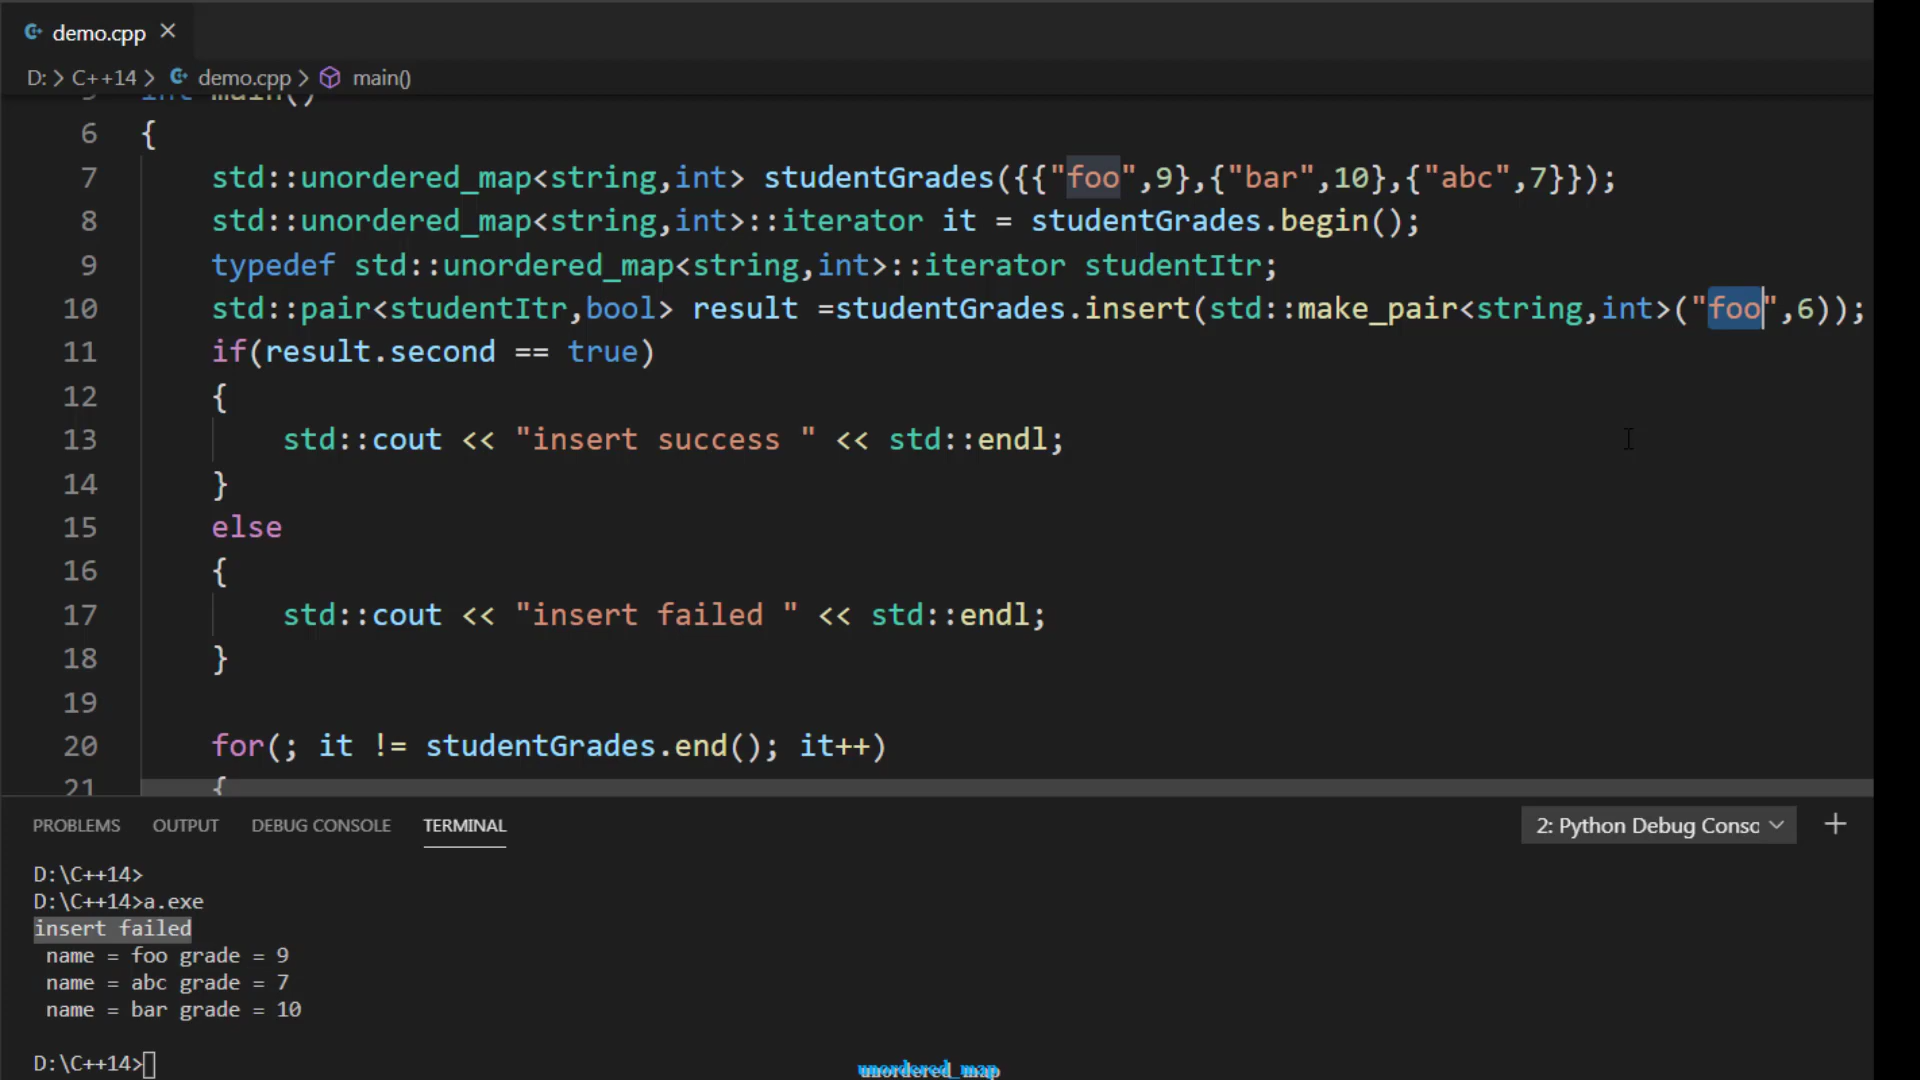 demo.cpp
D: > C++14 > demo.cpp > main()
5 int main()
6 {
7 std::unordered_map<string,int> studentGrades({{"foo",9},{"bar",10},{"abc",7}});
8 std::unordered_map<string,int>::iterator it = studentGrades.begin();
9 typedef std::unordered_map<string,int>::iterator studentItr;
10 std::pair<studentItr,bool> result =studentGrades.insert(std::make_pair<string,int>("foo",6));
11 if(result.second == true)
12 {
13 std::cout << "insert success " << std::endl;
14 }
15 else
16 {
17 std::cout << "insert failed " << std::endl;
18 }
19
20 for(; it != studentGrades.end(); it++)
21 {
PROBLEMS OUTPUT DEBUG CONSOLE TERMINAL 2: Python Debug Consc
D:\C++14>
D:\C++14>a.exe
insert failed
name = foo grade = 9
name = abc grade = 7
name = bar grade = 10
D:\C++14>
unordered_map